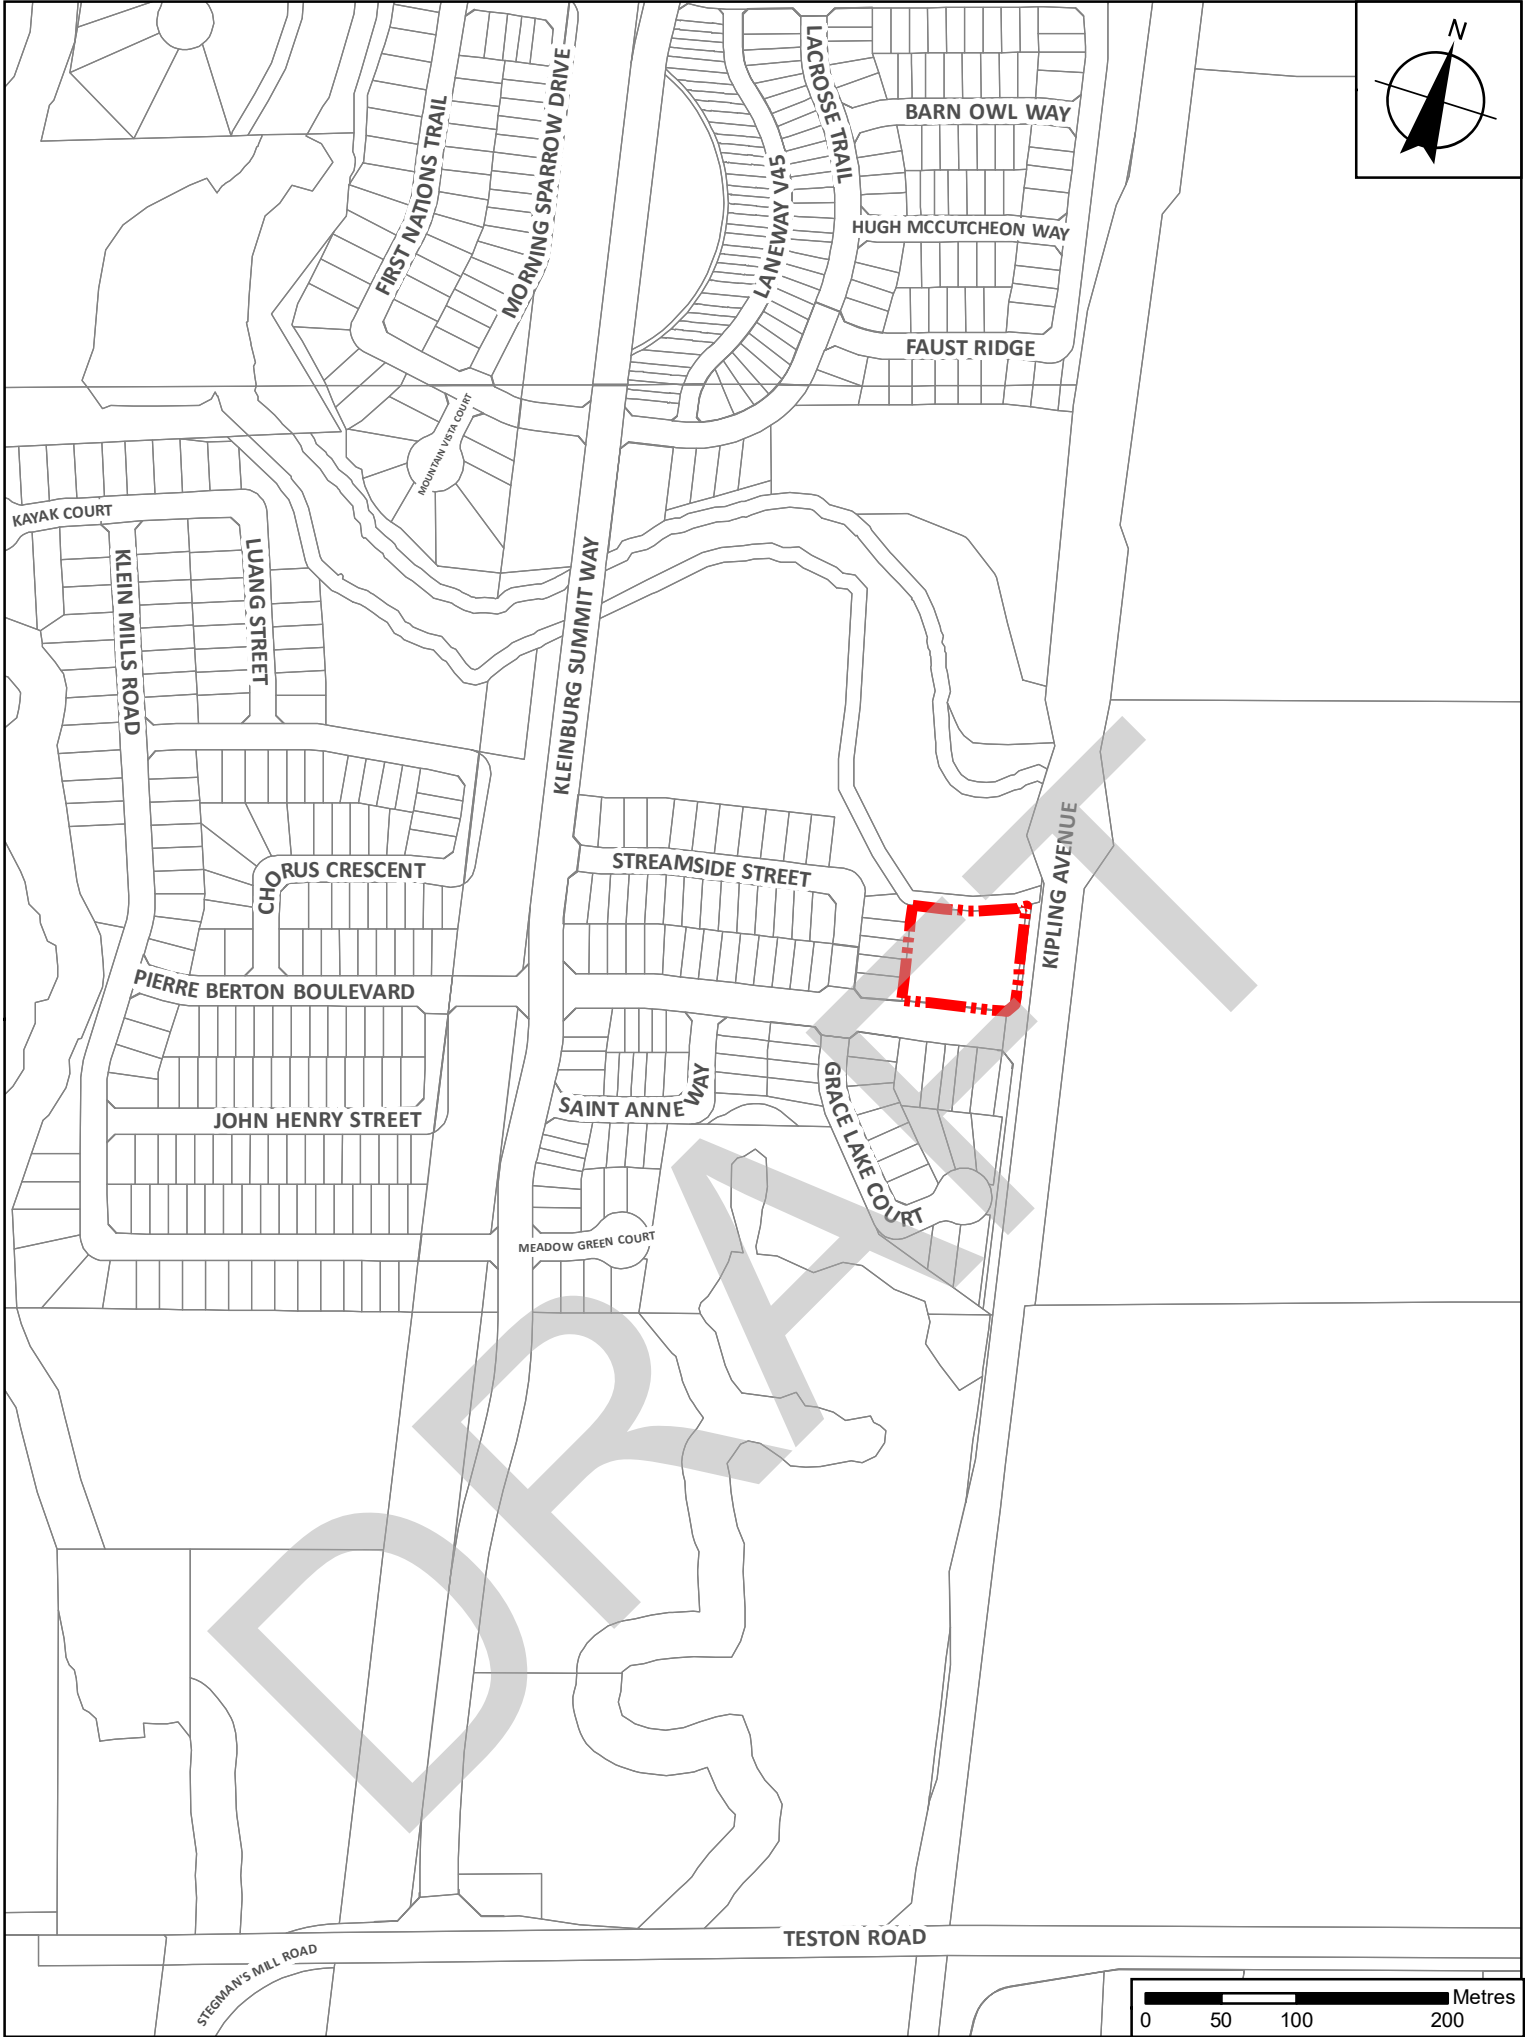 N
LACROSSE TRAIL
MORNING SPARROW DRIVE
FIRST NATIONS TRAIL
BARN OWL WAY
LANEWAY V45
HUGH MCCUTCHEON WAY
FAUST RIDGE
MOUNTAIN VISTA COURT
KAYAK COURT
KLEIN MILLS ROAD
LUANG STREET
KLEINBURG SUMMIT WAY
STREAMSIDE STREET
CHORUS CRESCENT
KIPLING AVENUE
PIERRE BERTON BOULEVARD
GRACE LAKE COURT
SAINT ANNE WAY
JOHN HENRY STREET
MEADOW GREEN COURT
DRAFT
TESTON ROAD
STEGMAN'S MILL ROAD
Metres
0 50 100 200